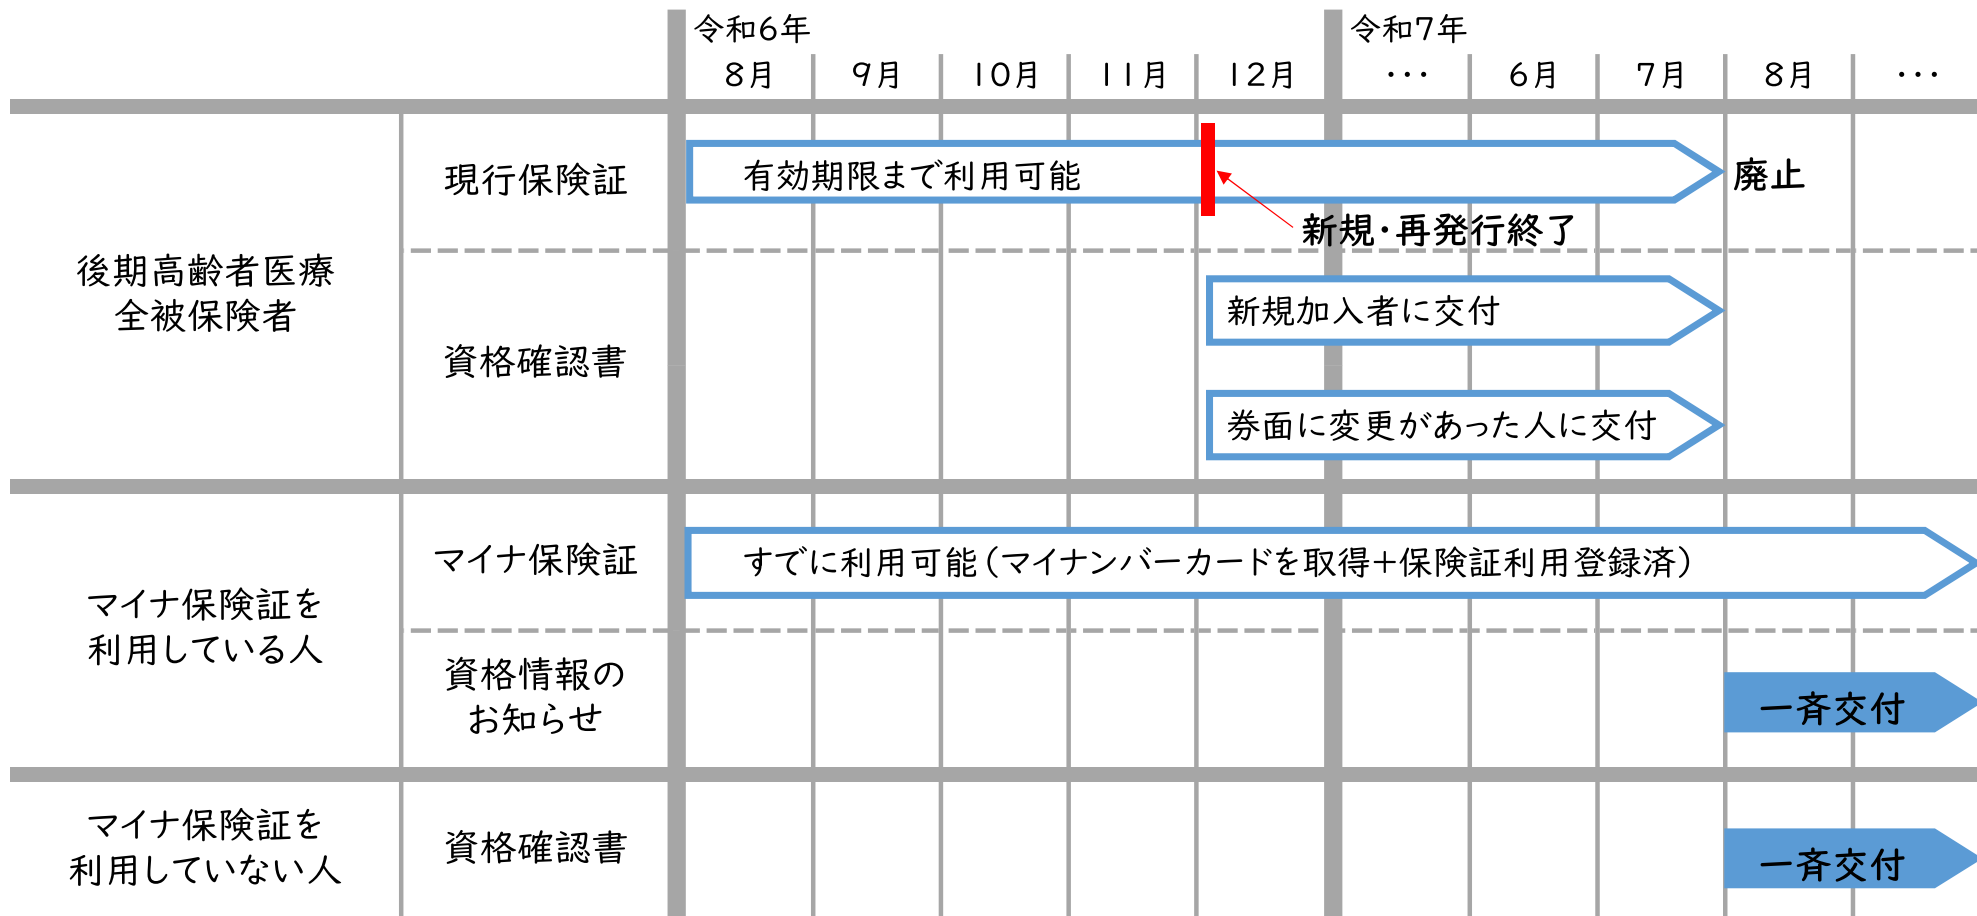 令和6年
令和7年
8月
9月
10月
11月
12月
・・・
6月
7月
8月
・・・
後期高齢者医療
全被保険者
現行保険証
有効期限まで利用可能
廃止
新規・再発行終了
資格確認書
新規加入者に交付
券面に変更があった人に交付
マイナ保険証を
利用している人
マイナ保険証
すでに利用可能（マイナンバーカードを取得＋保険証利用登録済）
資格情報の
お知らせ
一斉交付
マイナ保険証を
利用していない人
資格確認書
一斉交付